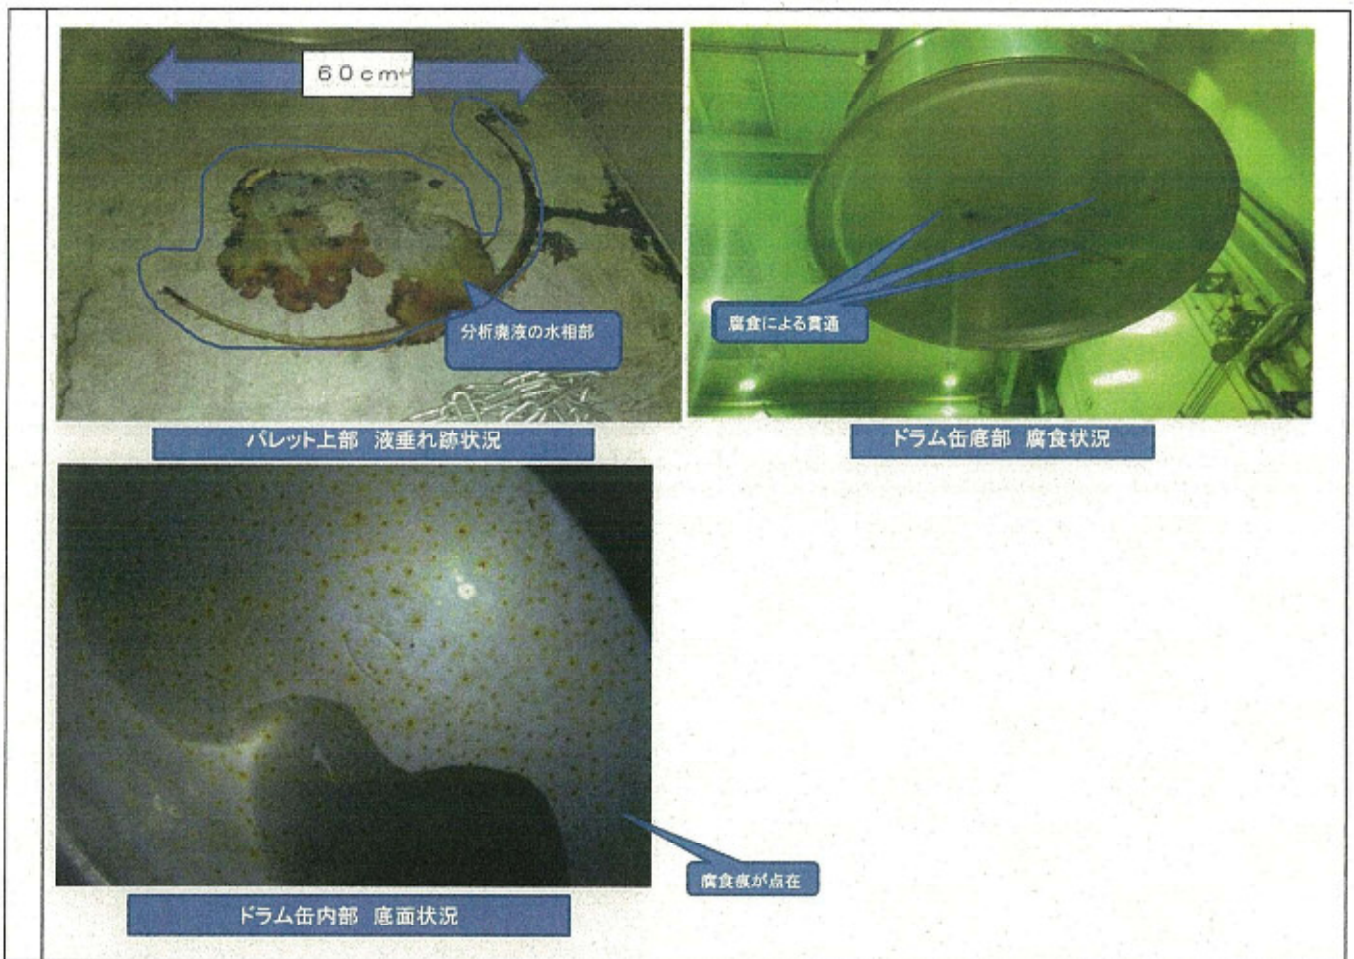 60cm
分析廃液の水相部
パレット上部 液垂れ跡状況
腐食による貫通
ドラム缶底部 腐食状況
腐食痕が点在
ドラム缶内部 底面状況